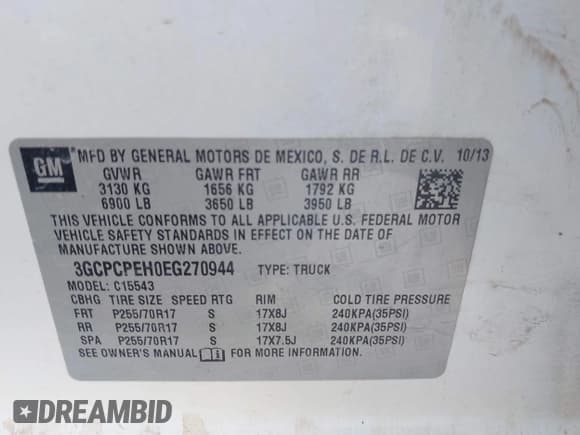 GM MFD BY GENERAL MOTORS DE MEXICO, S. DE R.L. DE C.V. 10/13
GVWR GAWR FRT GAWR RR
3130 KG 1656 KG 1792 KG
6900 LB 3650 LB 3950 LB
THIS VEHICLE CONFORMS TO ALL APPLICABLE U.S. FEDERAL MOTOR
VEHICLE SAFETY STANDARDS IN EFFECT ON THE DATE OF
MANUFACTURE SHOWN ABOVE.
3GCPCPEH0EG270944 TYPE: TRUCK
MODEL: C15543
CBHG TIRE SIZE SPEED RTG RIM COLD TIRE PRESSURE
FRT P255/70R17 S 17X8J 240KPA(35PSI)
RR P255/70R17 S 17X8J 240KPA(35PSI)
SPA P255/70R17 S 17X7.5J 240KPA(35PSI)
SEE OWNER'S MANUAL FOR MORE INFORMATION.
DREAMBID